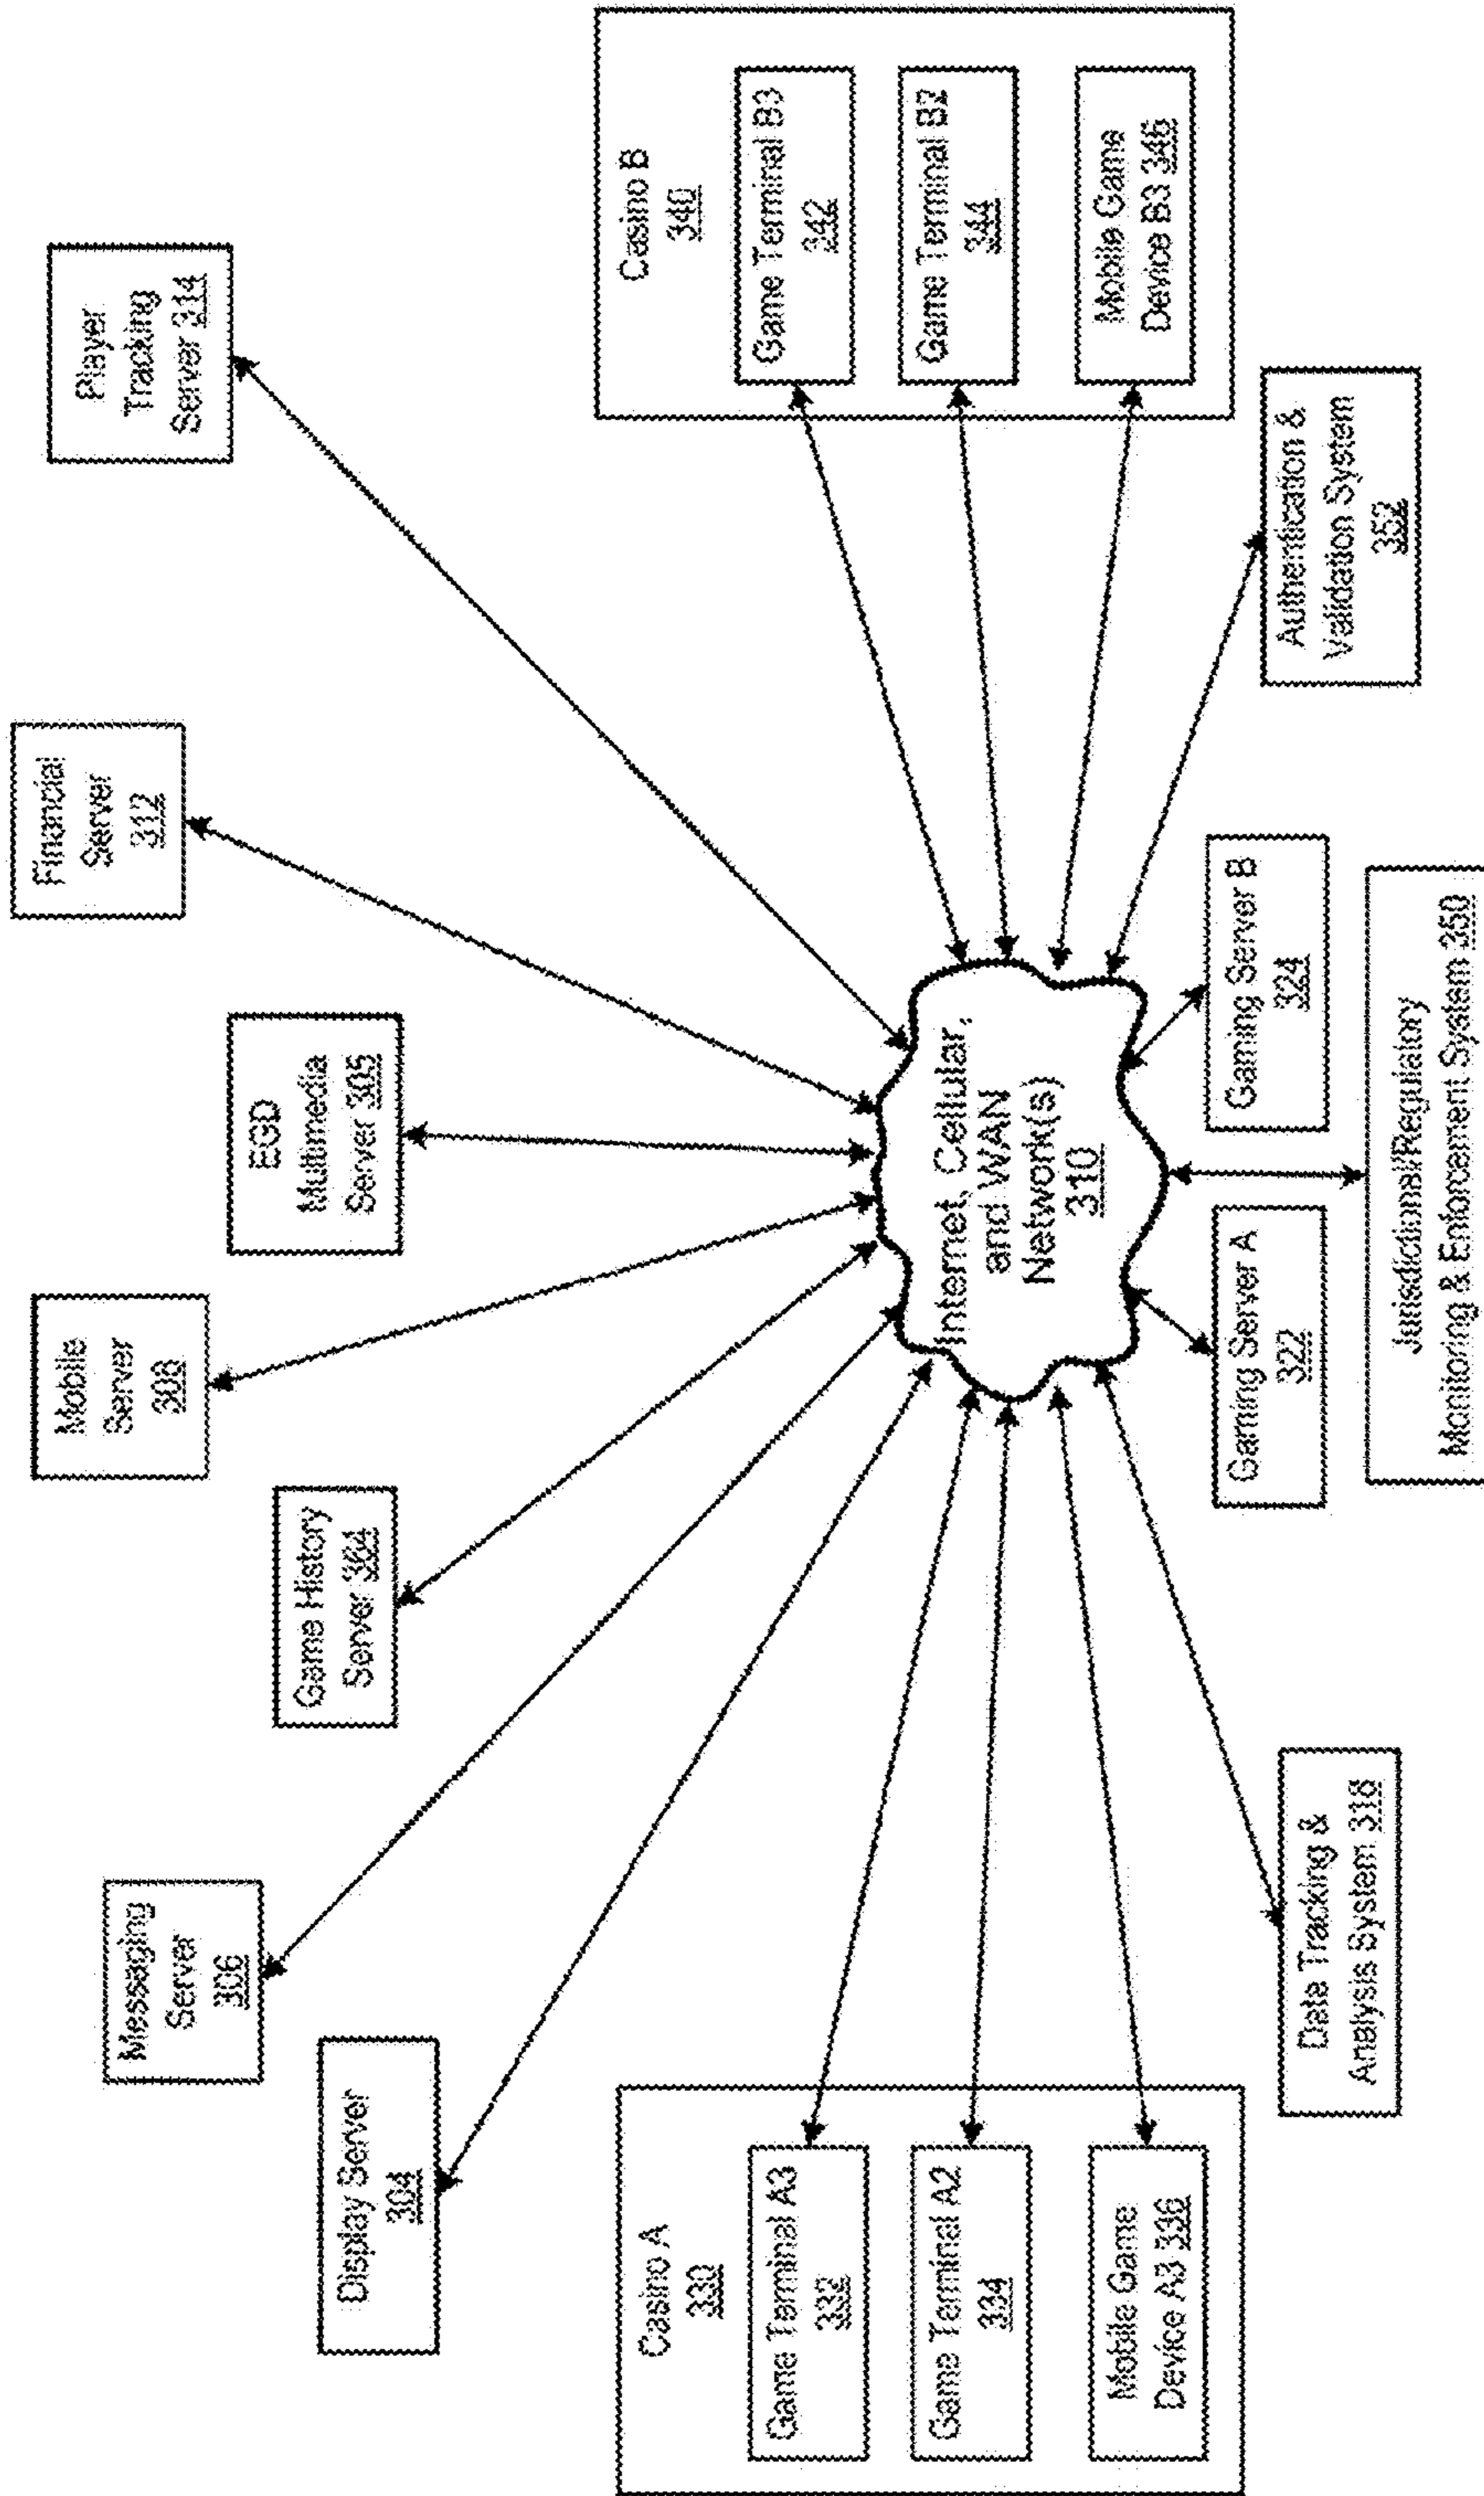 Player
Tracking
Server 314
Financial
Server
312
EGD
Multimedia
Server 305
Mobile
Server
308
Game History
Server 364
Messaging
Server
306
Display Server
304
Internet, Cellular,
and WAN
Network(s)
310
Casino A
330
Game Terminal A3
332
Game Terminal A2
334
Mobile Game
Device A3 336
Casino B
340
Game Terminal B3
342
Game Terminal B2
344
Mobile Game
Device B3 346
Data Tracking &
Analysis System 318
Gaming Server A
322
Gaming Server B
324
Authentication &
Validation System
352
Jurisdictional/Regulatory
Monitoring & Enforcement System 350